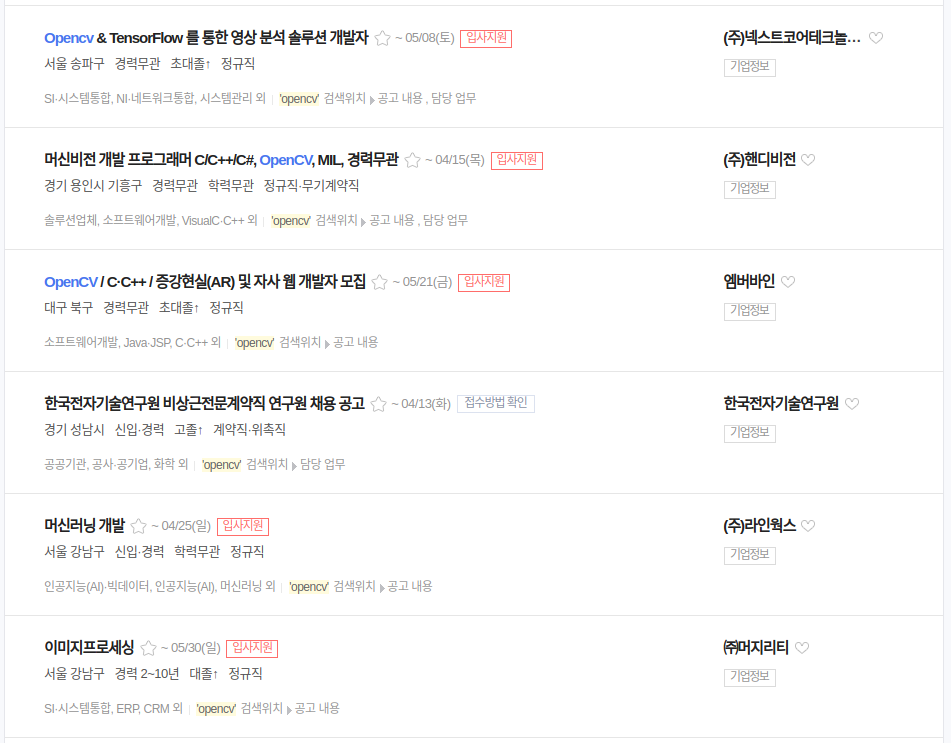 Opencv & TensorFlow 를 통한 영상 분석 솔루션 개발자 ~ 05/08(토) 입사지원 (주)넥스트코어테크놀…
서울 송파구 경력무관 초대졸↑ 정규직 기업정보
SI·시스템통합, NI·네트워크통합, 시스템관리 외 'opencv' 검색위치 공고 내용 , 담당 업무
머신비전 개발 프로그래머 C/C++/C#, OpenCV, MIL, 경력무관 ~ 04/15(목) 입사지원 (주)핸디비전
경기 용인시 기흥구 경력무관 학력무관 정규직·무기계약직 기업정보
솔루션업체, 소프트웨어개발, VisualC·C++ 외 'opencv' 검색위치 공고 내용 , 담당 업무
OpenCV / C·C++ / 증강현실(AR) 및 자사 웹 개발자 모집 ~ 05/21(금) 입사지원 엠버바인
대구 북구 경력무관 초대졸↑ 정규직 기업정보
소프트웨어개발, Java·JSP, C·C++ 외 'opencv' 검색위치 공고 내용
한국전자기술연구원 비상근전문계약직 연구원 채용 공고 ~ 04/13(화) 접수방법 확인 한국전자기술연구원
경기 성남시 신입·경력 고졸↑ 계약직·위촉직 기업정보
공공기관, 공사·공기업, 화학 외 'opencv' 검색위치 담당 업무
머신러닝 개발 ~ 04/25(일) 입사지원 (주)라인웍스
서울 강남구 신입·경력 학력무관 정규직 기업정보
인공지능(AI)·빅데이터, 인공지능(AI), 머신러닝 외 'opencv' 검색위치 공고 내용
이미지프로세싱 ~ 05/30(일) 입사지원 ㈜머지리티
서울 강남구 경력 2~10년 대졸↑ 정규직 기업정보
SI·시스템통합, ERP, CRM 외 'opencv' 검색위치 공고 내용